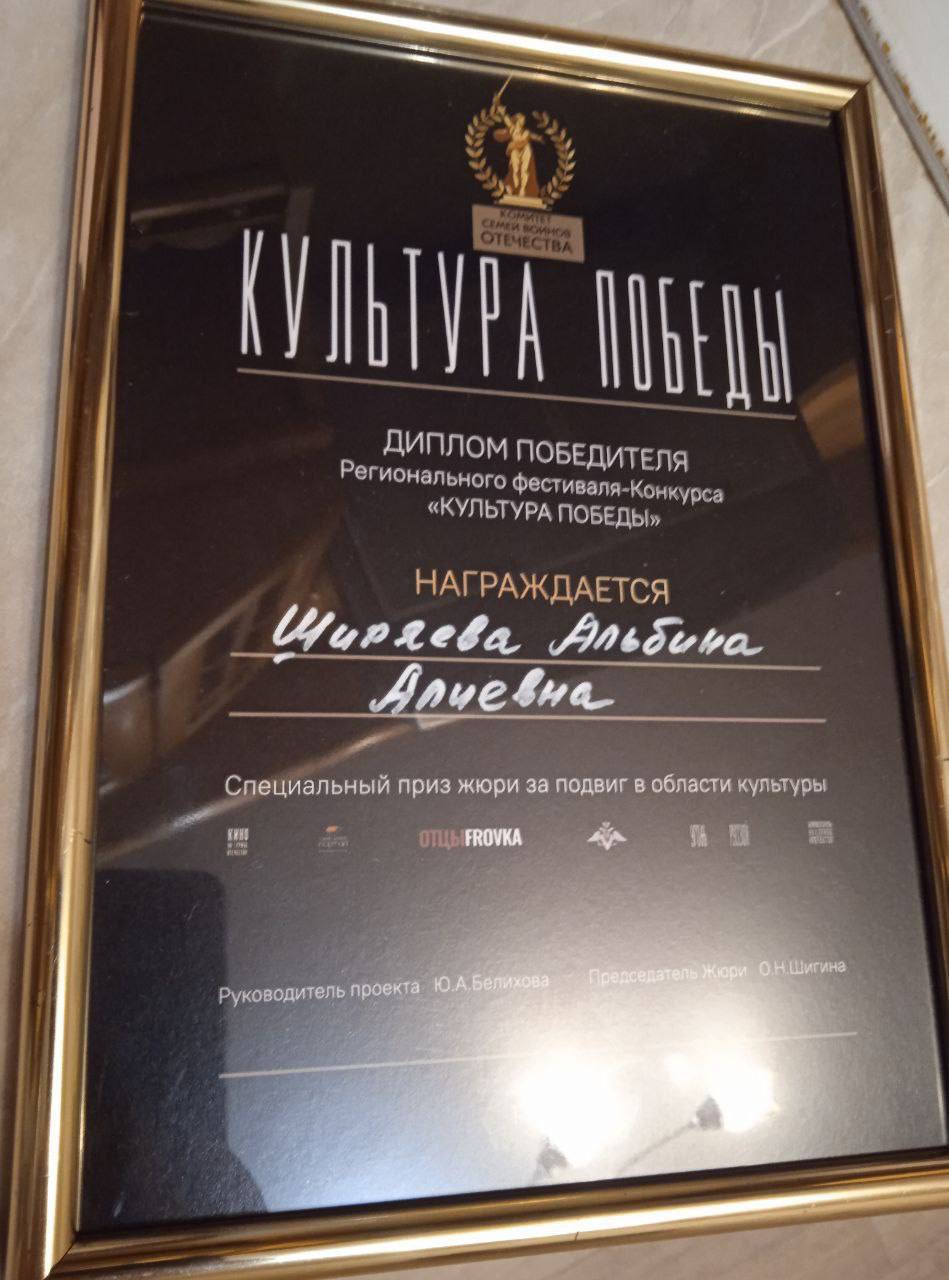 КОМИТЕТ
СЕМЕЙ ВОИНОВ
ОТЕЧЕСТВА
КУЛЬТУРА ПОБЕДЫ
ДИПЛОМ ПОБЕДИТЕЛЯ
Регионального фестиваля-Конкурса
«КУЛЬТУРА ПОБЕДЫ»
НАГРАЖДАЕТСЯ
Ширяева Альбина
Алиевна
Специальный приз жюри за подвиг в области культуры
КИНО
ОТЦЫFROVKA
Руководитель проекта Ю.А.Белихова Председатель Жюри О.Н.Шигина